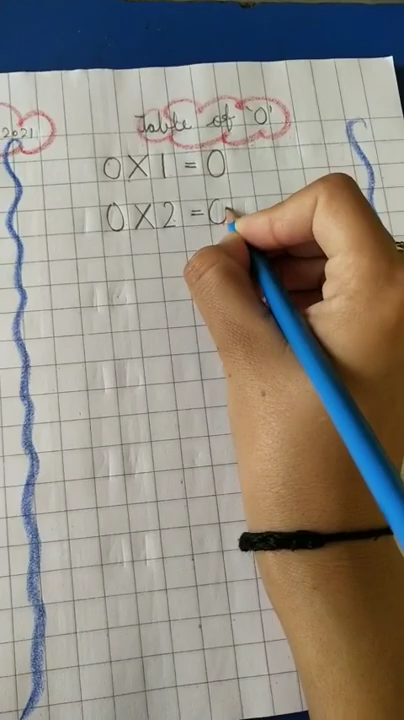 2021
Table of '0'
0 X 1 = 0
0 X 2 = 0